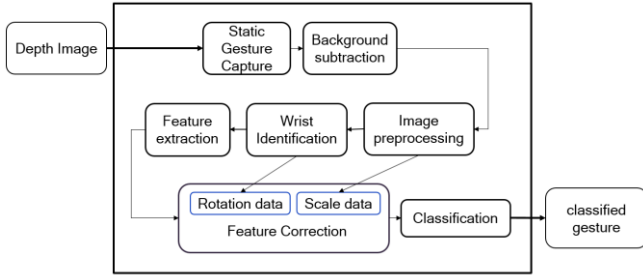 Depth Image
Static
Gesture
Capture
Background
subtraction
Feature
extraction
Wrist
Identification
Image
preprocessing
Rotation data
Scale data
Feature Correction
Classification
classified
gesture